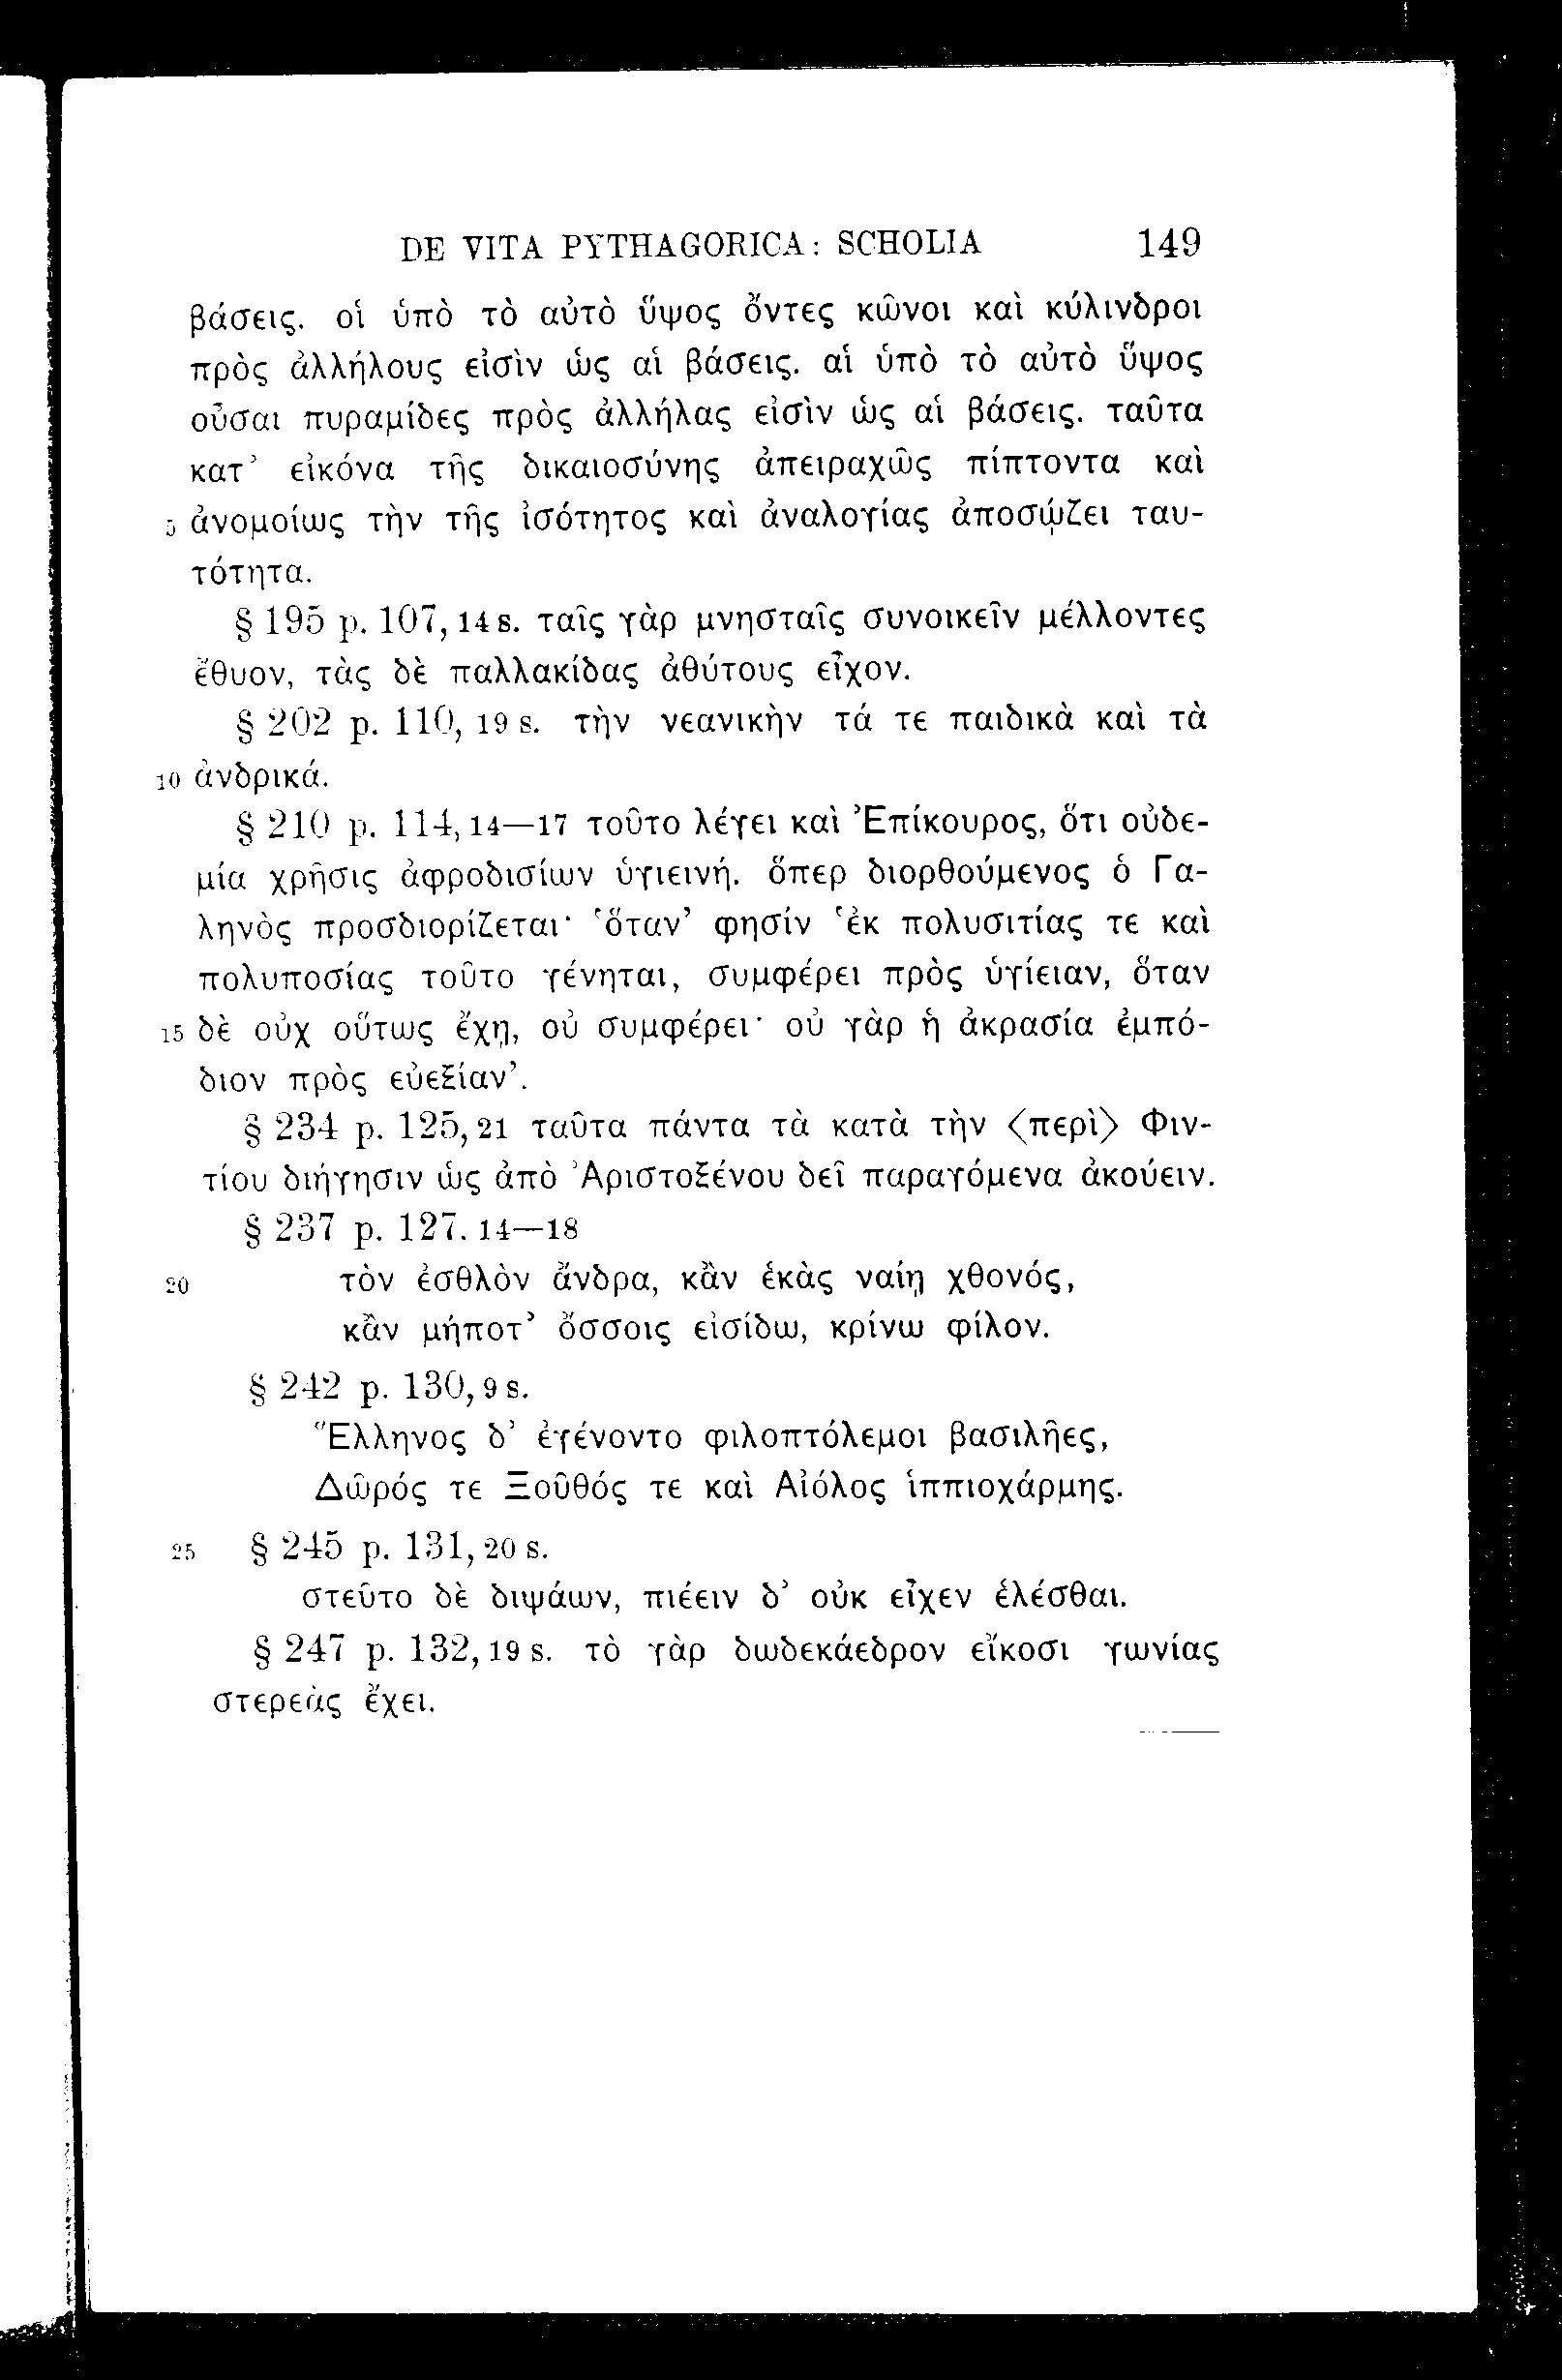 DE VITA PYTHAGORICA: SCHOLIA 149
βάσεις. οἱ ὑπὸ τὸ αὐτὸ ὕψος ὄντες κῶνοι καὶ κύλινδροι
πρὸς ἀλλήλους εἰσὶν ὡς αἱ βάσεις. αἱ ὑπὸ τὸ αὐτὸ ὕψος
οὖσαι πυραμίδες πρὸς ἀλλήλας εἰσὶν ὡς αἱ βάσεις. ταῦτα
κατ’ εἰκόνα τῆς δικαιοσύνης ἀπειραχῶς πίπτοντα καὶ
5 ἀνομοίως τὴν τῆς ἰσότητος καὶ ἀναλογίας ἀποσῴζει ταυ-
τότητα.
§ 195 p. 107, 14 s. ταῖς γὰρ μνησταῖς συνοικεῖν μέλλοντες
ἔθυον, τὰς δὲ παλλακίδας ἀθύτους εἶχον.
§ 202 p. 110, 19 s. τὴν νεανικὴν τά τε παιδικὰ καὶ τὰ
10 ἀνδρικά.
§ 210 p. 114, 14—17 τοῦτο λέγει καὶ Ἐπίκουρος, ὅτι οὐδε-
μία χρῆσις ἀφροδισίων ὑγιεινή. ὅπερ διορθούμενος ὁ Γα-
ληνὸς προσδιορίζεται· ‘ὅταν’ φησίν ‘ἐκ πολυσιτίας τε καὶ
πολυποσίας τοῦτο γένηται, συμφέρει πρὸς ὑγίειαν, ὅταν
15 δὲ οὐχ οὕτως ἔχῃ, οὐ συμφέρει· οὐ γὰρ ἡ ἀκρασία ἐμπό-
διον πρὸς εὐεξίαν’.
§ 234 p. 125, 21 ταῦτα πάντα τὰ κατὰ τὴν ⟨περὶ⟩ Φιν-
τίου διήγησιν ὡς ἀπὸ Ἀριστοξένου δεῖ παραγόμενα ἀκούειν.
§ 237 p. 127. 14—18
20 τὸν ἐσθλὸν ἄνδρα, κἂν ἑκὰς ναίῃ χθονός,
κἂν μήποτ’ ὄσσοις εἰσίδω, κρίνω φίλον.
§ 242 p. 130, 9 s.
Ἕλληνος δ’ ἐγένοντο φιλοπτόλεμοι βασιλῆες,
Δῶρός τε Ξοῦθός τε καὶ Αἰόλος ἱππιοχάρμης.
25 § 245 p. 131, 20 s.
στεῦτο δὲ διψάων, πιέειν δ’ οὐκ εἶχεν ἑλέσθαι.
§ 247 p. 132, 19 s. τὸ γὰρ δωδεκάεδρον εἴκοσι γωνίας
στερεὰς ἔχει.